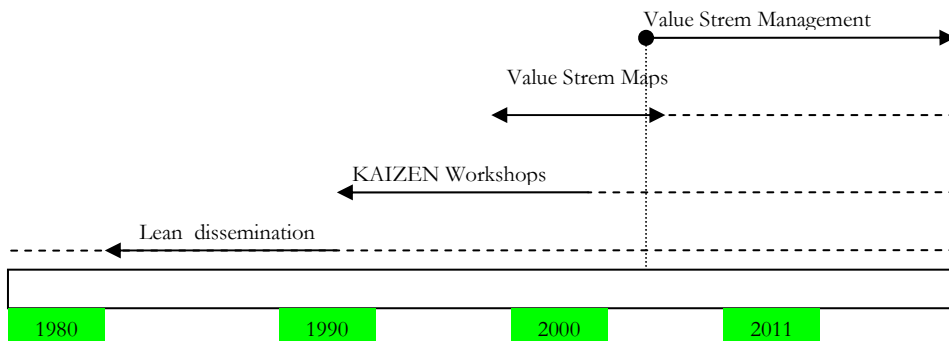 Value Strem Management
Value Strem Maps
KAIZEN Workshops
Lean dissemination
1980 1990 2000 2011